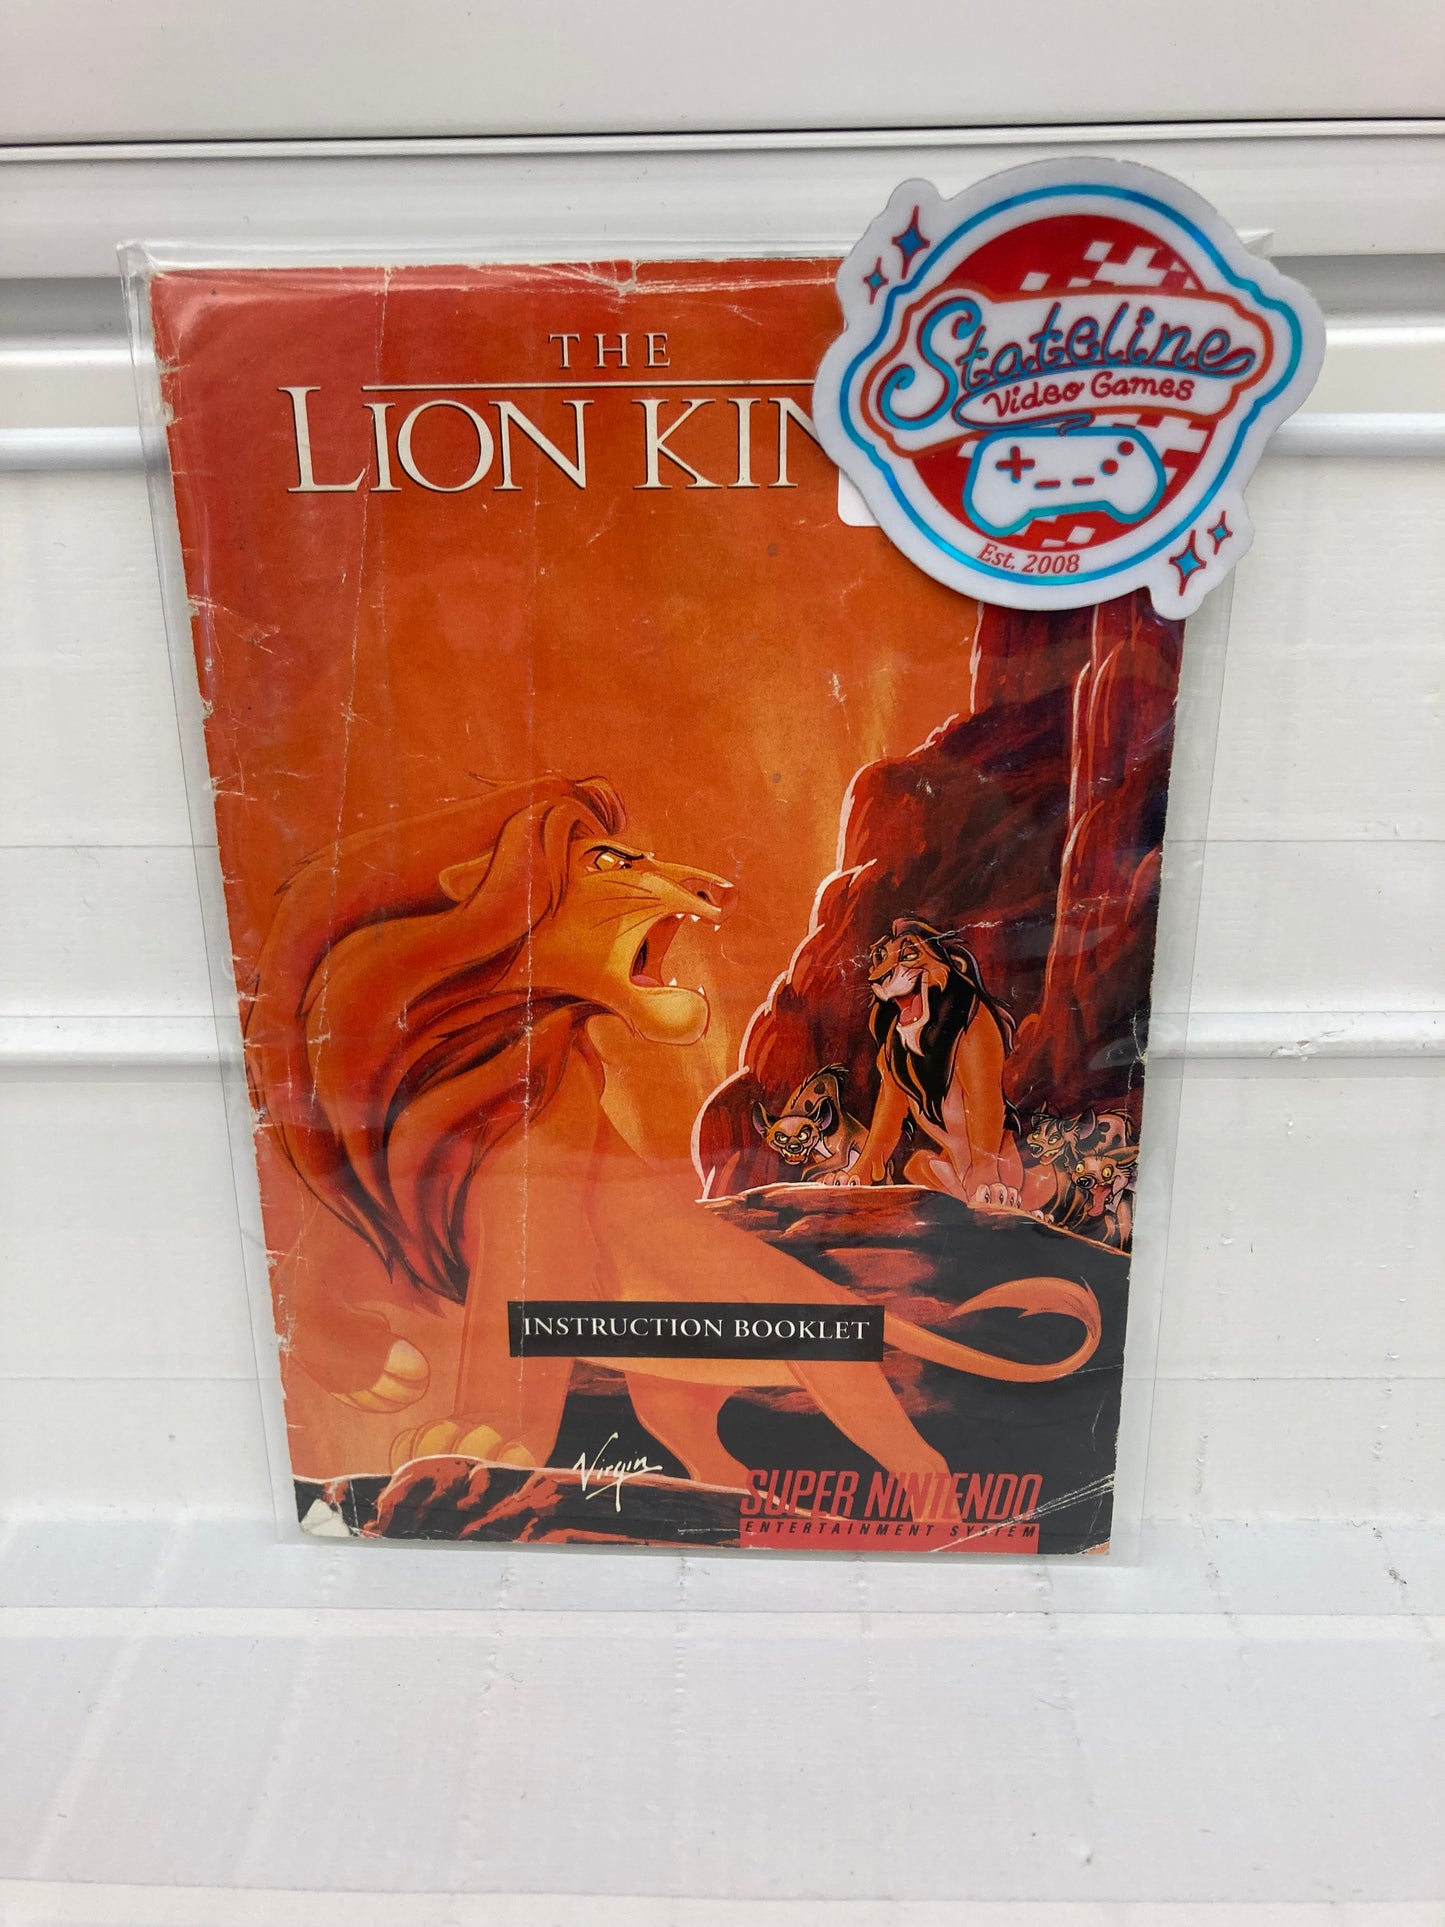 THE
LION KIN
Stateline
Video Games
Est. 2008
INSTRUCTION BOOKLET
Virgin
SUPER NINTENDO
ENTERTAINMENT SYSTEM